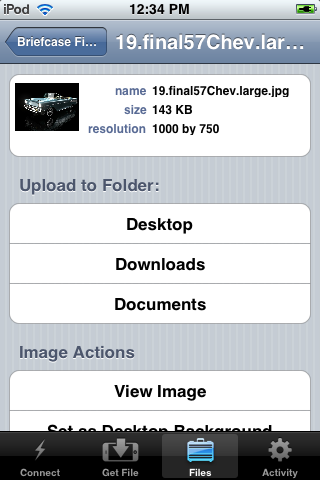 iPod 12:34 PM
Briefcase Fi... 19.final57Chev.lar...
name 19.final57Chev.large.jpg
size 143 KB
resolution 1000 by 750
Upload to Folder:
Desktop
Downloads
Documents
Image Actions
View Image
Set as Desktop Background
Connect Get File Files Activity